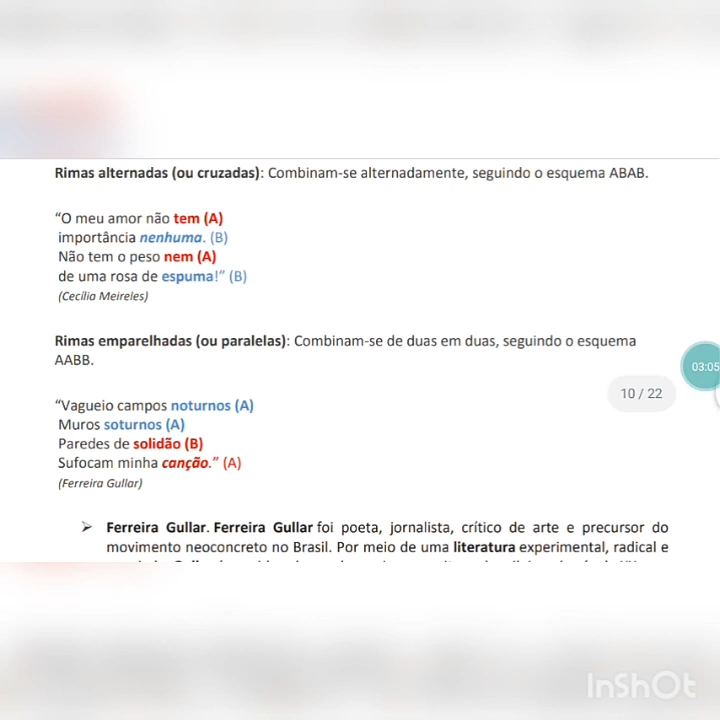 Rimas alternadas (ou cruzadas): Combinam-se alternadamente, seguindo o esquema ABAB.
“O meu amor não tem (A)
importância nenhuma. (B)
Não tem o peso nem (A)
de uma rosa de espuma!” (B)
(Cecília Meireles)
Rimas emparelhadas (ou paralelas): Combinam-se de duas em duas, seguindo o esquema
AABB.
03:05
10 / 22
“Vagueio campos noturnos (A)
Muros soturnos (A)
Paredes de solidão (B)
Sufocam minha canção.” (A)
(Ferreira Gullar)
➢ Ferreira Gullar. Ferreira Gullar foi poeta, jornalista, crítico de arte e precursor do
movimento neoconcreto no Brasil. Por meio de uma literatura experimental, radical e
InShOt